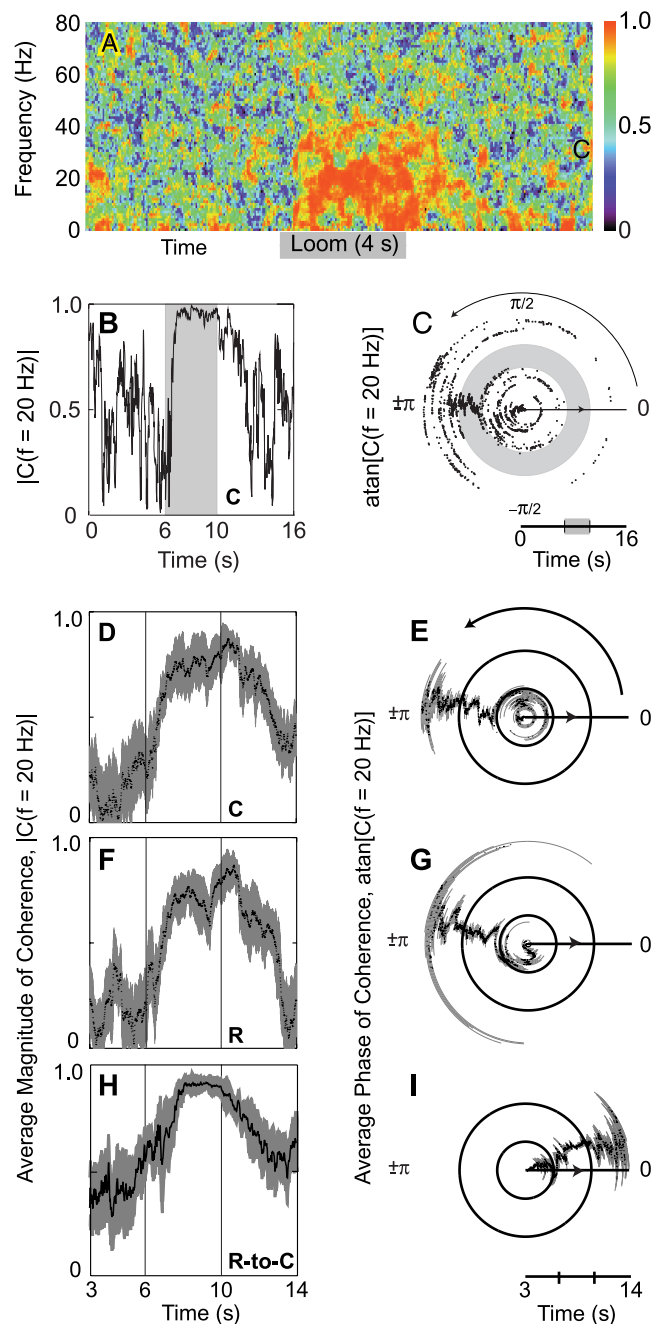 80
60
40
20
0
Frequency (Hz)
A
C
1.0
0.5
0
Time
Loom (4 s)
1.0
0.5
0
|C(f = 20 Hz)|
B
C
0
6
10
16
Time (s)
atan[C(f = 20 Hz)]
C
π/2
±π
0
−π/2
0
16
Time (s)
Average Magnitude of Coherence, |C(f = 20 Hz)|
1.0
0
D
C
1.0
0
F
R
1.0
0
H
R-to-C
3
6
10
14
Time (s)
Average Phase of Coherence, atan[C(f = 20 Hz)]
E
±π
0
G
±π
0
I
±π
0
3
14
Time (s)